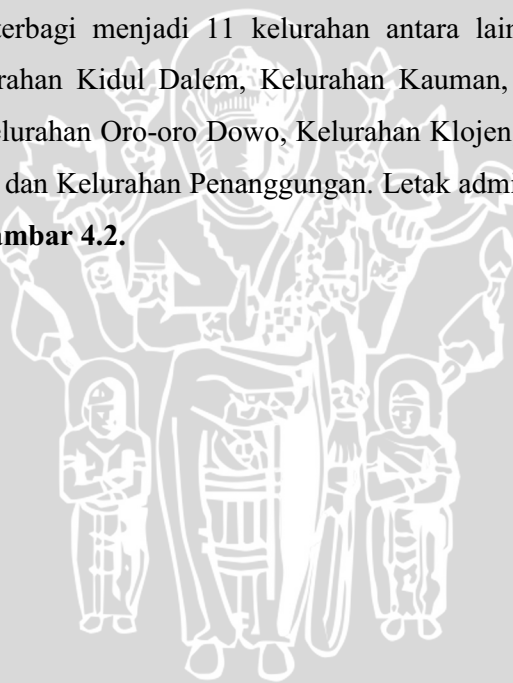 terbagi menjadi 11 kelurahan antara lain
rahan Kidul Dalem, Kelurahan Kauman,
elurahan Oro-oro Dowo, Kelurahan Klojen
dan Kelurahan Penanggungan. Letak admi
ambar 4.2.